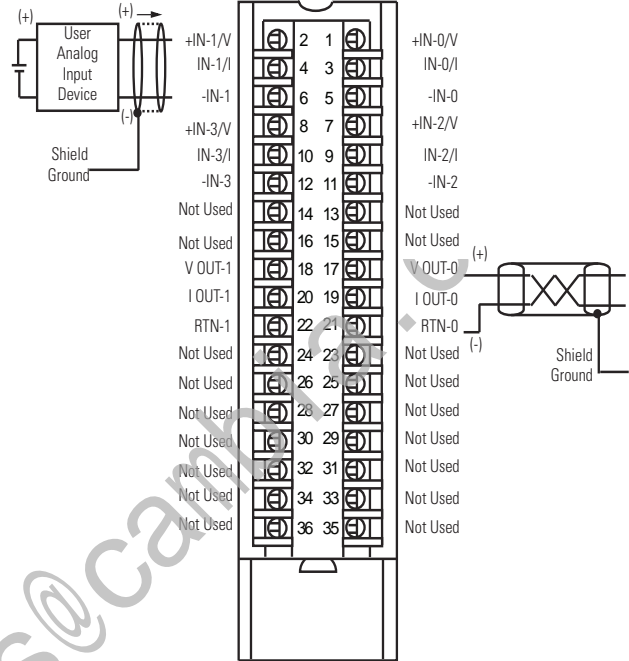 (+)
(+)
User
Analog
Input
Device
(-)
Shield
Ground
+IN-1/V 2 1 +IN-0/V
IN-1/I 4 3 IN-0/I
-IN-1 6 5 -IN-0
+IN-3/V 8 7 +IN-2/V
IN-3/I 10 9 IN-2/I
-IN-3 12 11 -IN-2
Not Used 14 13 Not Used
Not Used 16 15 Not Used
V OUT-1 18 17 V OUT-0 (+)
I OUT-1 20 19 I OUT-0
RTN-1 22 21 RTN-0 (-)
Not Used 24 23 Not Used
Not Used 26 25 Not Used
Not Used 28 27 Not Used
Not Used 30 29 Not Used
Not Used 32 31 Not Used
Not Used 34 33 Not Used
Not Used 36 35 Not Used
Shield
Ground
s@cambia.c